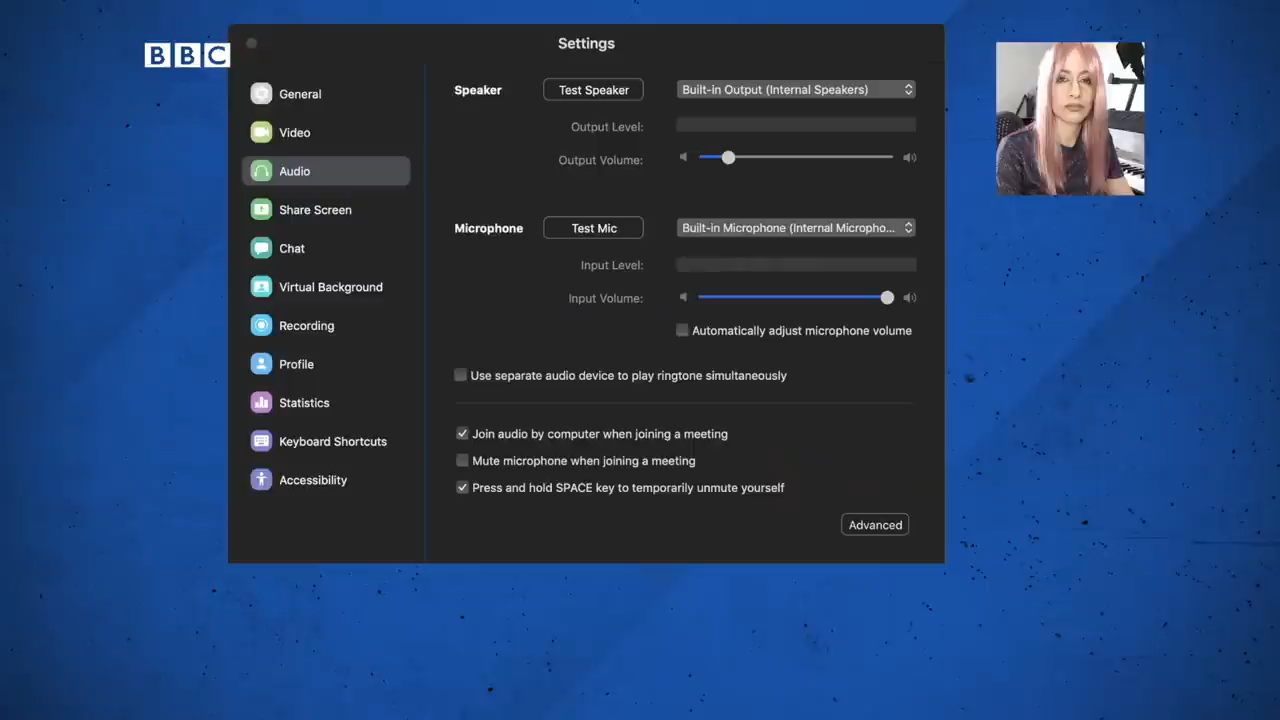 BBC
Settings
General
Video
Audio
Share Screen
Chat
Virtual Background
Recording
Profile
Statistics
Keyboard Shortcuts
Accessibility
Speaker
Test Speaker
Built-in Output (Internal Speakers)
Output Level:
Output Volume:
Microphone
Test Mic
Built-in Microphone (Internal Micropho...
Input Level:
Input Volume:
Automatically adjust microphone volume
Use separate audio device to play ringtone simultaneously
Join audio by computer when joining a meeting
Mute microphone when joining a meeting
Press and hold SPACE key to temporarily unmute yourself
Advanced